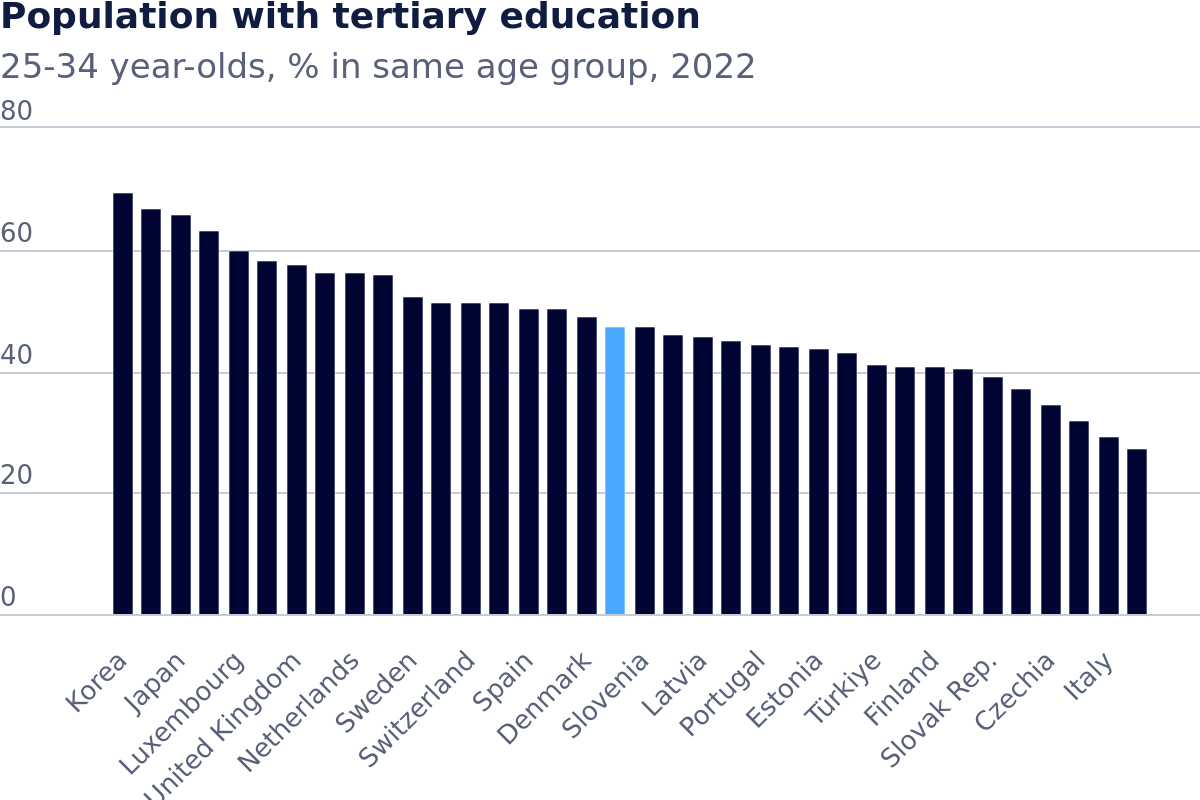 Population with tertiary education
25-34 year-olds, % in same age group, 2022
80
60
40
20
0
Korea
Japan
Luxembourg
United Kingdom
Netherlands
Sweden
Switzerland
Spain
Denmark
Slovenia
Latvia
Portugal
Estonia
Türkiye
Finland
Slovak Rep.
Czechia
Italy